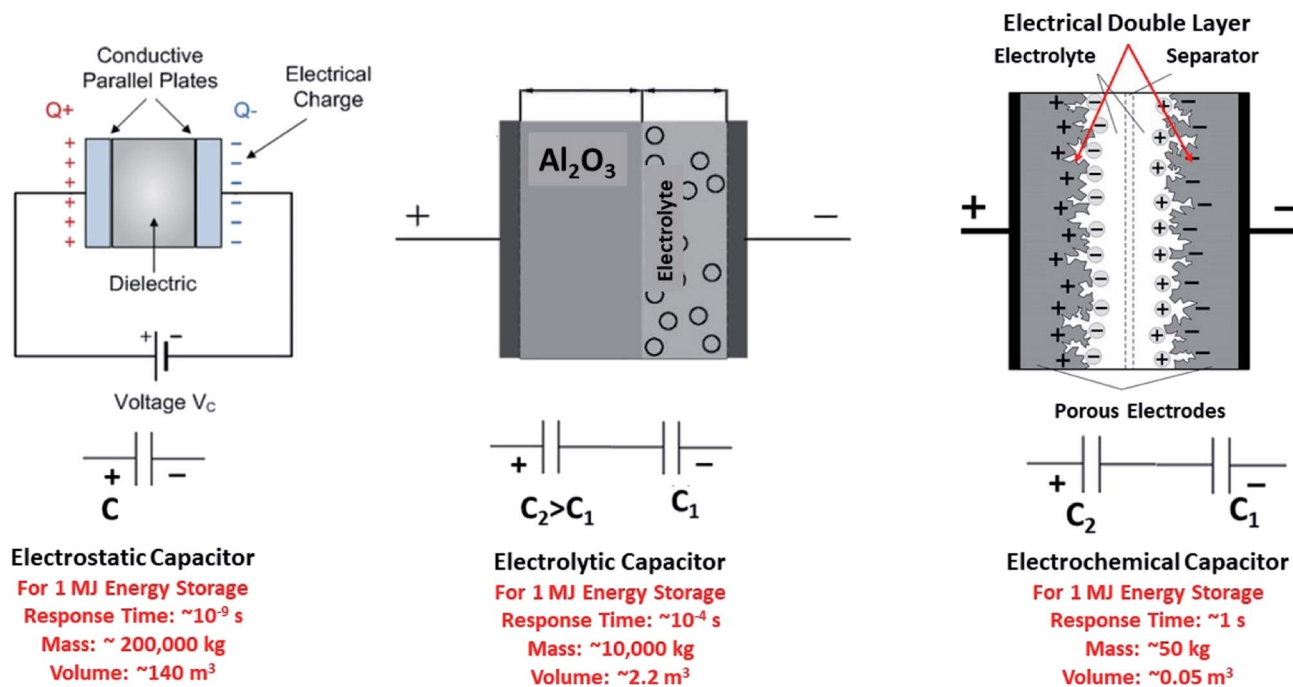 Conductive
Parallel Plates
Electrical
Charge
Q+
Q-
+
+
+
+
+
+
−
−
−
−
−
−
Dielectric
+
−
Voltage V_C
+
−
C
Electrostatic Capacitor
For 1 MJ Energy Storage
Response Time: ~10⁻⁹ s
Mass: ~ 200,000 kg
Volume: ~140 m³
Al₂O₃
Electrolyte
+
−
+
−
C₂>C₁
C₁
Electrolytic Capacitor
For 1 MJ Energy Storage
Response Time: ~10⁻⁴ s
Mass: ~10,000 kg
Volume: ~2.2 m³
Electrical Double Layer
Electrolyte
Separator
+
−
Porous Electrodes
+
−
C₂
C₁
Electrochemical Capacitor
For 1 MJ Energy Storage
Response Time: ~1 s
Mass: ~50 kg
Volume: ~0.05 m³